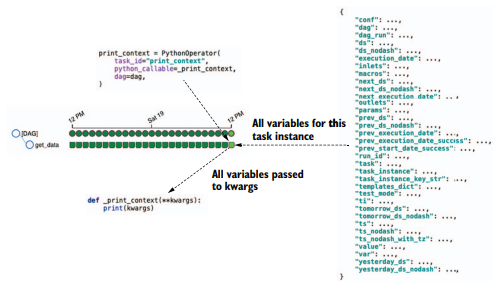 print_context = PythonOperator(
task_id="print_context",
python_callable=_print_context,
dag=dag,
)
12 PM
Sat 19
12 PM
[DAG]
get_data
All variables for this
task instance
All variables passed
to kwargs
def _print_context(**kwargs):
print(kwargs)
{
"conf": ...,
"dag": ...,
"dag_run": ...,
"ds": ...,
"ds_nodash": ...,
"execution_date": ...,
"inlets": ...,
"macros": ...,
"next_ds": ...,
"next_ds_nodash": ...,
"next_execution_date": ...,
"outlets": ...,
"params": ...,
"prev_ds": ...,
"prev_ds_nodash": ...,
"prev_execution_date": ...,
"prev_execution_date_success": ...,
"prev_start_date_success": ...,
"run_id": ...,
"task": ...,
"task_instance": ...,
"task_instance_key_str": ...,
"templates_dict": ...,
"test_mode": ...,
"ti": ...,
"tomorrow_ds": ...,
"tomorrow_ds_nodash": ...,
"ts": ...,
"ts_nodash": ...,
"ts_nodash_with_tz": ...,
"value": ...,
"var": ...,
"yesterday_ds": ...,
"yesterday_ds_nodash": ...,
}